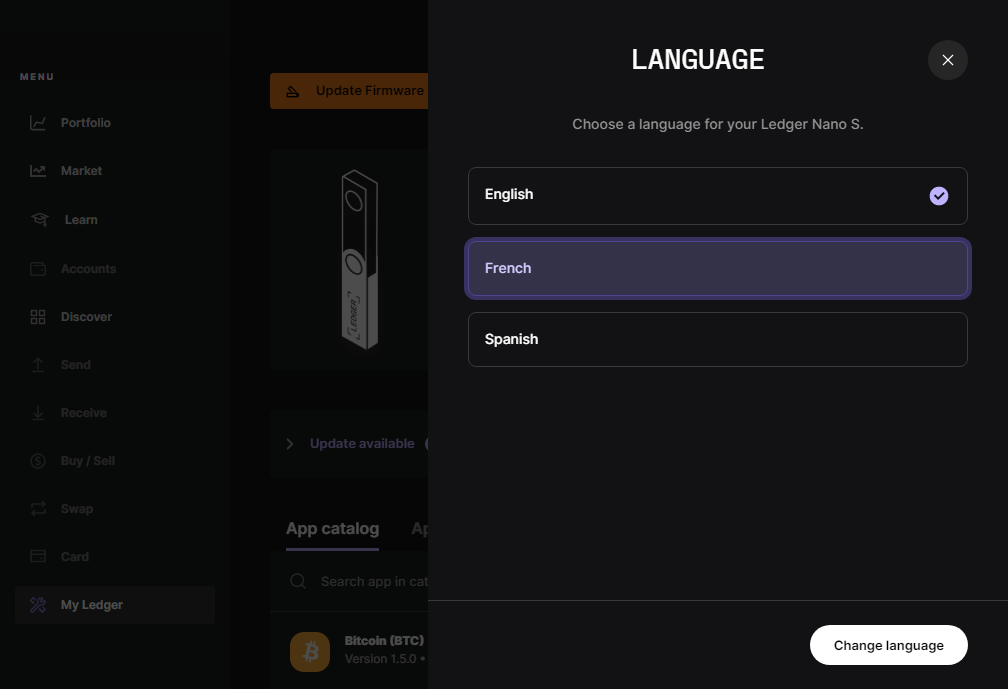 MENU
Portfolio
Market
Learn
Accounts
Discover
Send
Receive
Buy / Sell
Swap
Card
My Ledger
Update Firmware
LEDGER
Update available
App catalog
Search app in cat
Bitcoin (BTC)
Version 1.5.0 •
LANGUAGE
Choose a language for your Ledger Nano S.
English
French
Spanish
Change language